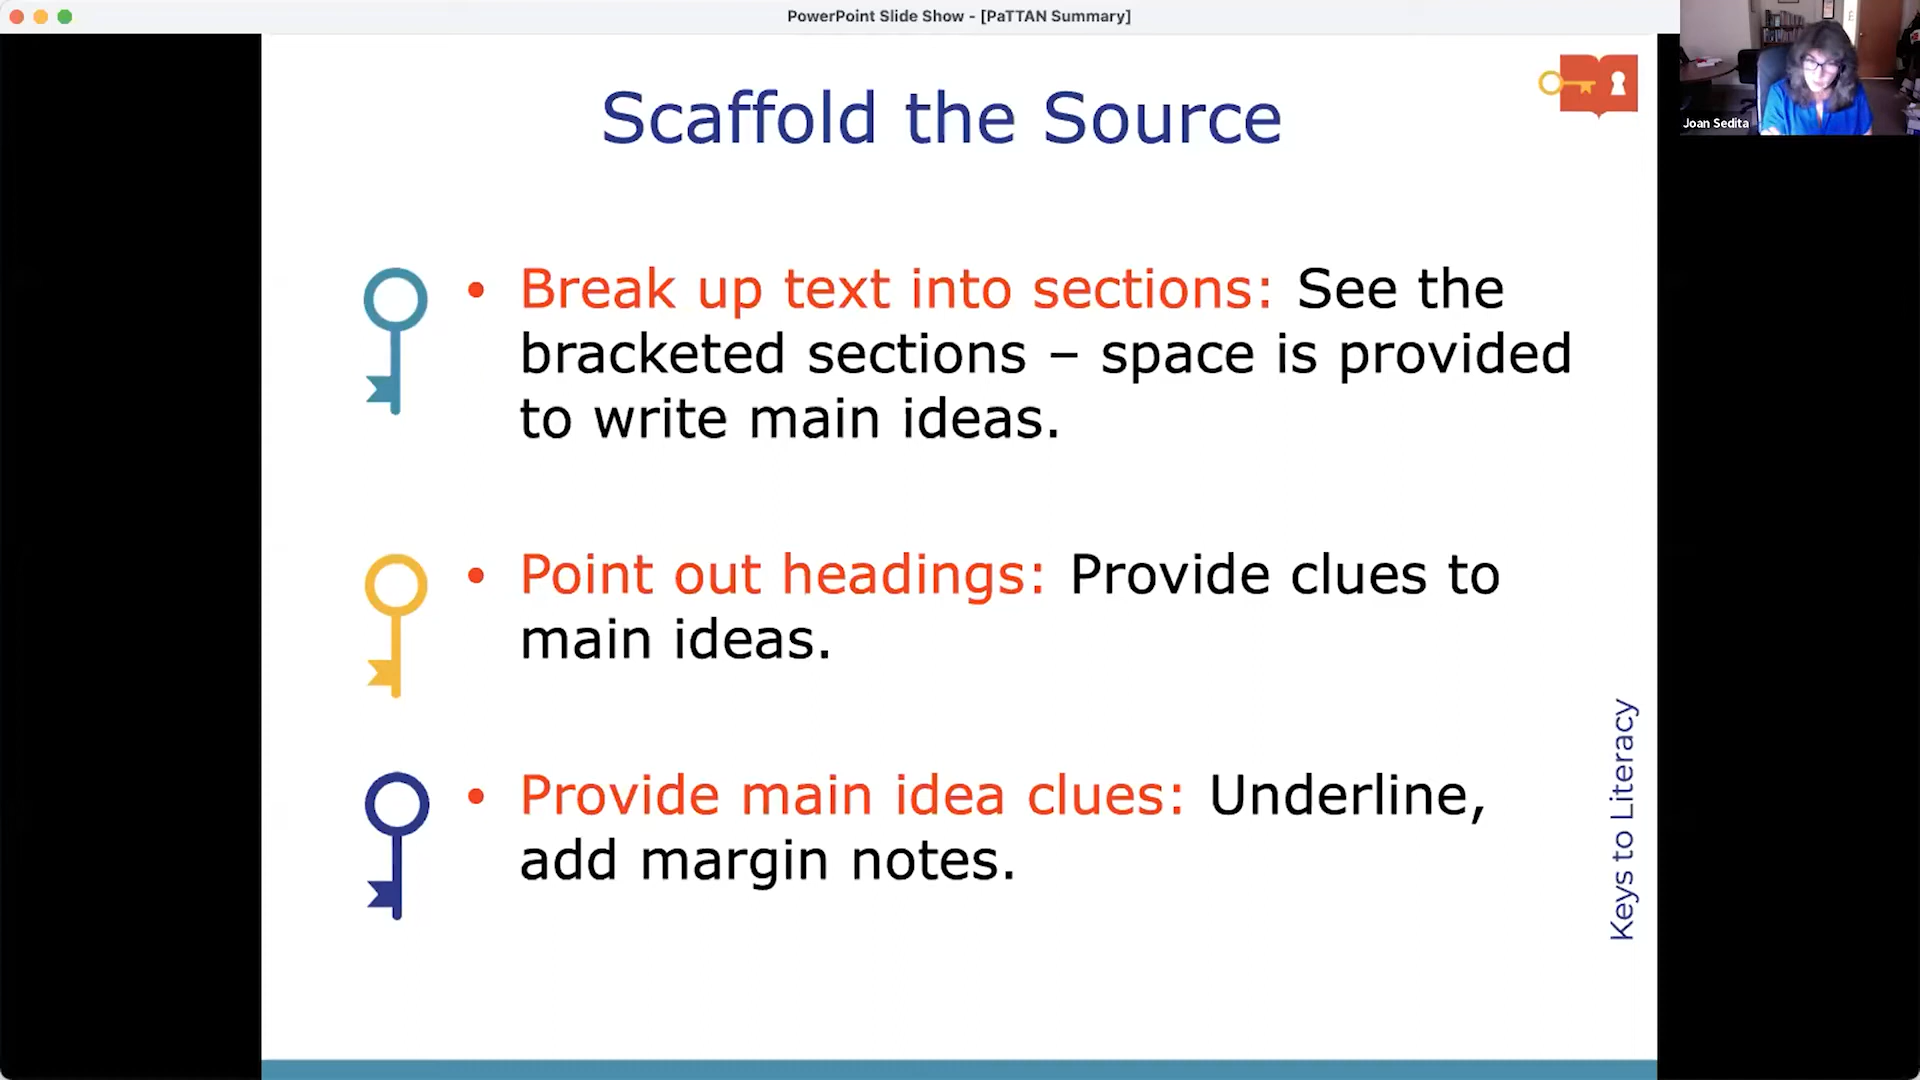 PowerPoint Slide Show - [PaTTAN Summary]
Joan Sedita
Scaffold the Source
• Break up text into sections: See the
bracketed sections – space is provided
to write main ideas.
• Point out headings: Provide clues to
main ideas.
• Provide main idea clues: Underline,
add margin notes.
Keys to Literacy